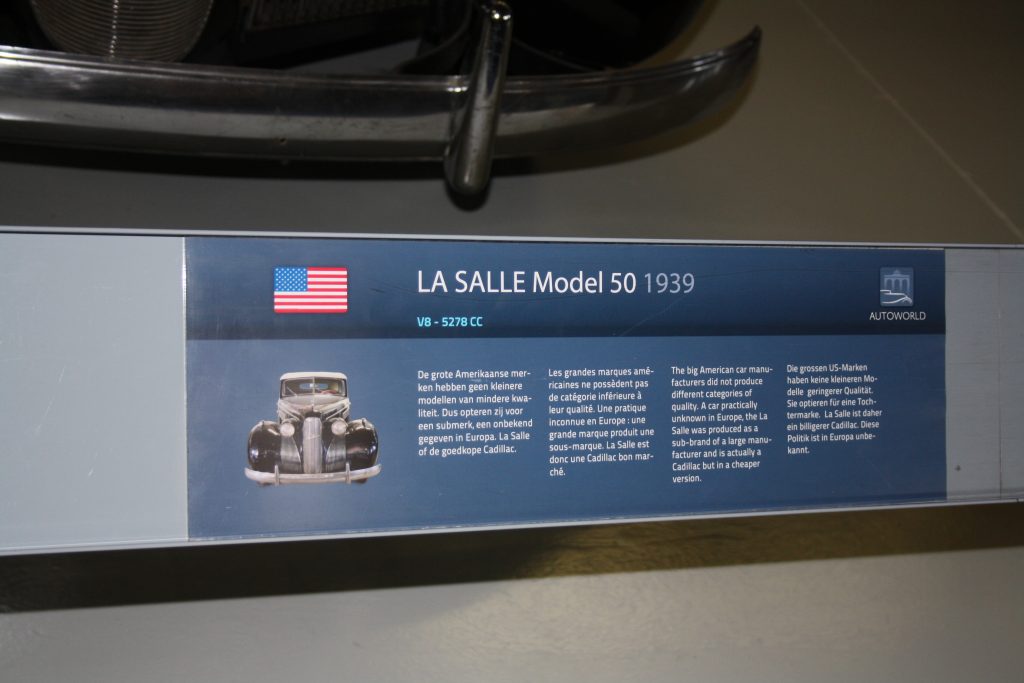 LA SALLE Model 50 1939
V8 - 5278 CC
AUTOWORLD
De grote Amerikaanse mer-
ken hebben geen kleinere
modellen van mindere kwa-
liteit. Dus opteren zij voor
een submerk, een onbekend
gegeven in Europa. La Salle
of de goedkope Cadillac.
Les grandes marques amé-
ricaines ne possèdent pas
de catégorie inférieure à
leur qualité. Une pratique
inconnue en Europe : une
grande marque produit une
sous-marque. La Salle est
donc une Cadillac bon mar-
ché.
The big American car manu-
facturers did not produce
different categories of
quality. A car practically
unknown in Europe, the La
Salle was produced as a
sub-brand of a large manu-
facturer and is actually a
Cadillac but in a cheaper
version.
Die grossen US-Marken
haben keine kleineren Mo-
delle geringerer Qualität.
Sie optieren für eine Toch-
termarke. La Salle ist daher
ein billigerer Cadillac. Diese
Politik ist in Europa unbe-
kannt.